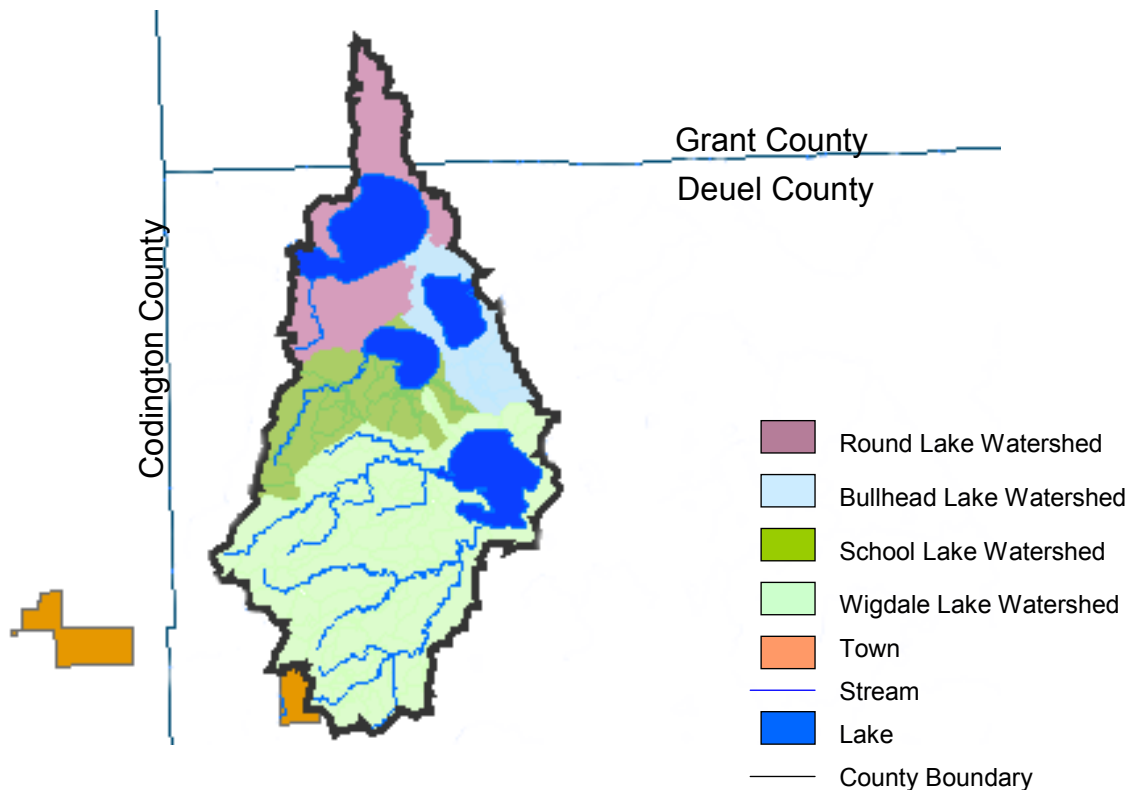 Grant County
Deuel County
Codington County
Round Lake Watershed
Bullhead Lake Watershed
School Lake Watershed
Wigdale Lake Watershed
Town
Stream
Lake
County Boundary